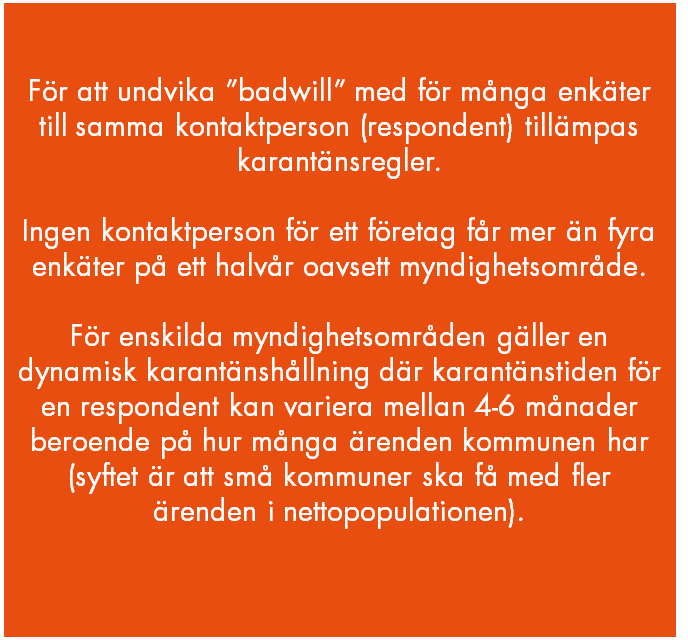 För att undvika ”badwill” med för många enkäter
till samma kontaktperson (respondent) tillämpas
karantänsregler.
Ingen kontaktperson för ett företag får mer än fyra
enkäter på ett halvår oavsett myndighetsområde.
För enskilda myndighetsområden gäller en
dynamisk karantänshållning där karantänstiden för
en respondent kan variera mellan 4-6 månader
beroende på hur många ärenden kommunen har
(syftet är att små kommuner ska få med fler
ärenden i nettopopulationen).